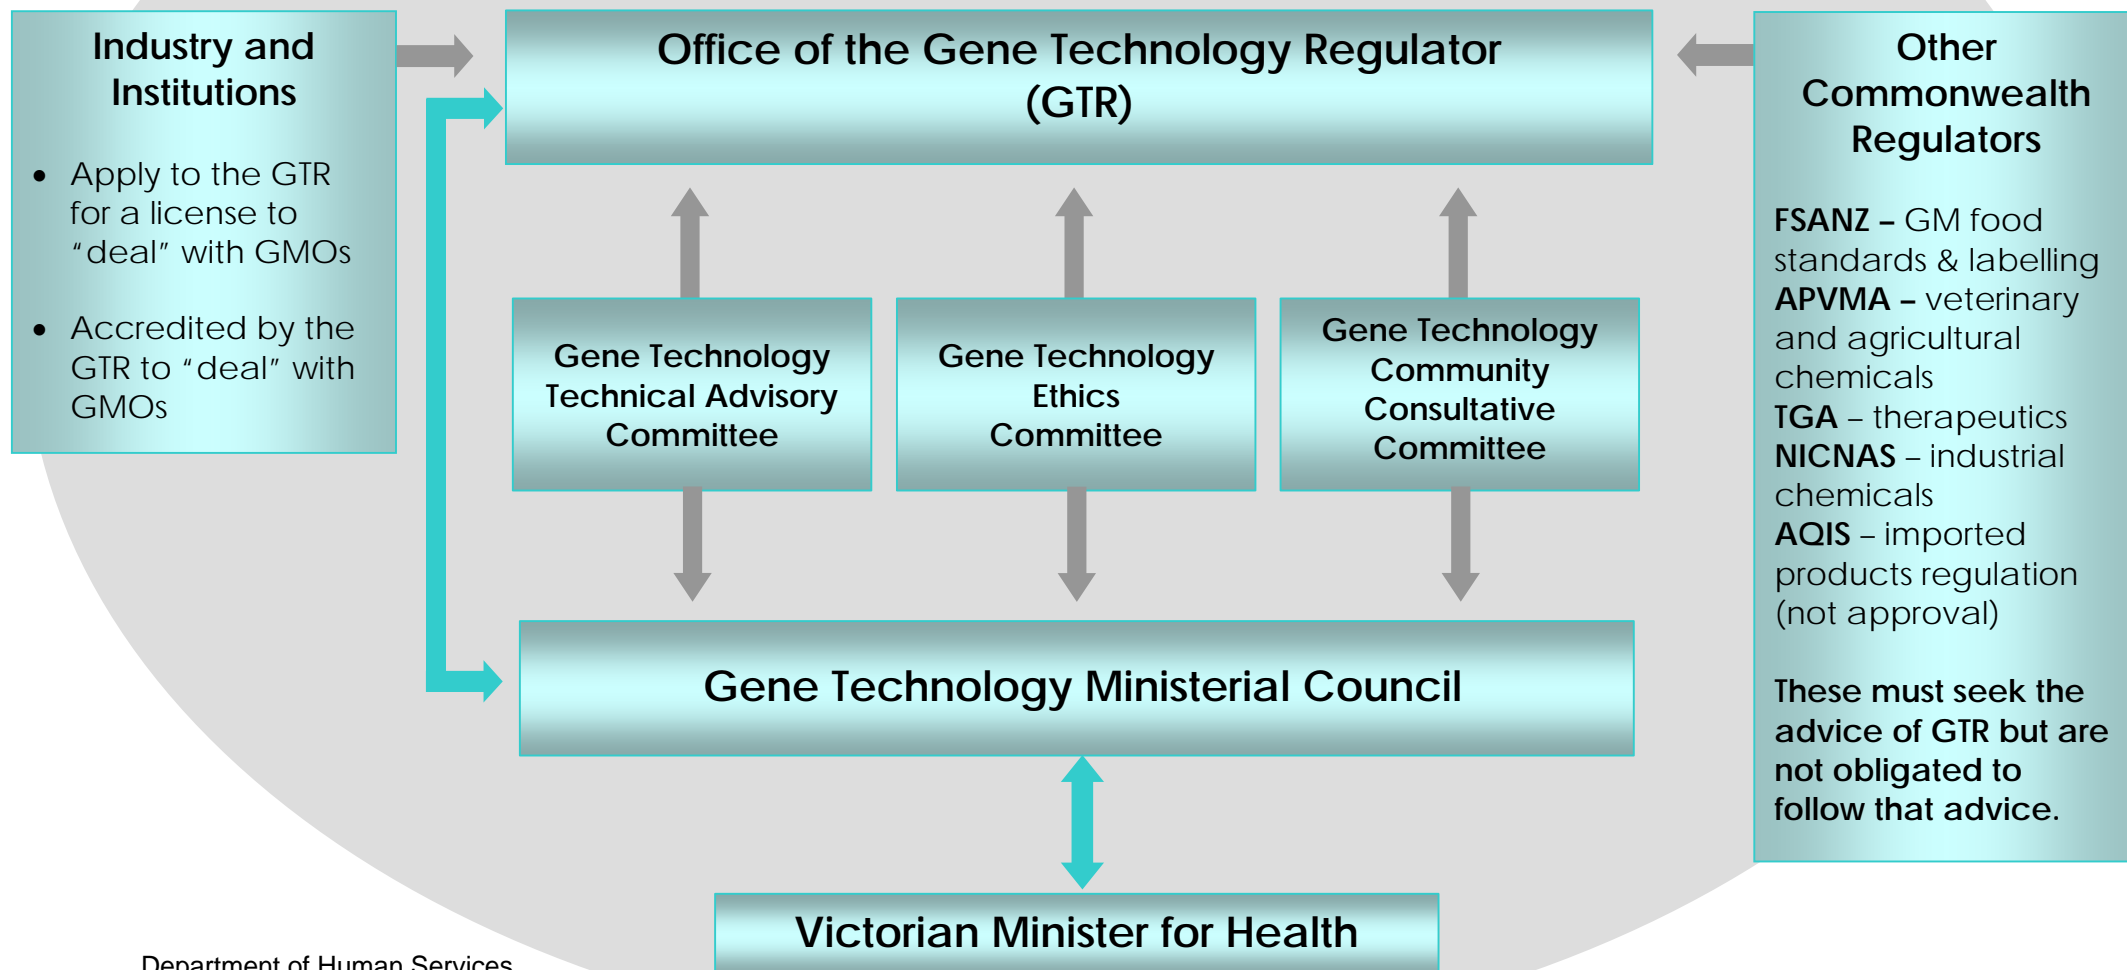 Industry and
Institutions
• Apply to the GTR
for a license to
“deal” with GMOs
• Accredited by the
GTR to “deal” with
GMOs
Office of the Gene Technology Regulator
(GTR)
Gene Technology
Technical Advisory
Committee
Gene Technology
Ethics
Committee
Gene Technology
Community
Consultative
Committee
Gene Technology Ministerial Council
Victorian Minister for Health
Other
Commonwealth
Regulators
FSANZ – GM food
standards & labelling
APVMA – veterinary
and agricultural
chemicals
TGA – therapeutics
NICNAS – industrial
chemicals
AQIS – imported
products regulation
(not approval)
These must seek the
advice of GTR but are
not obligated to
follow that advice.
Department of Human Services